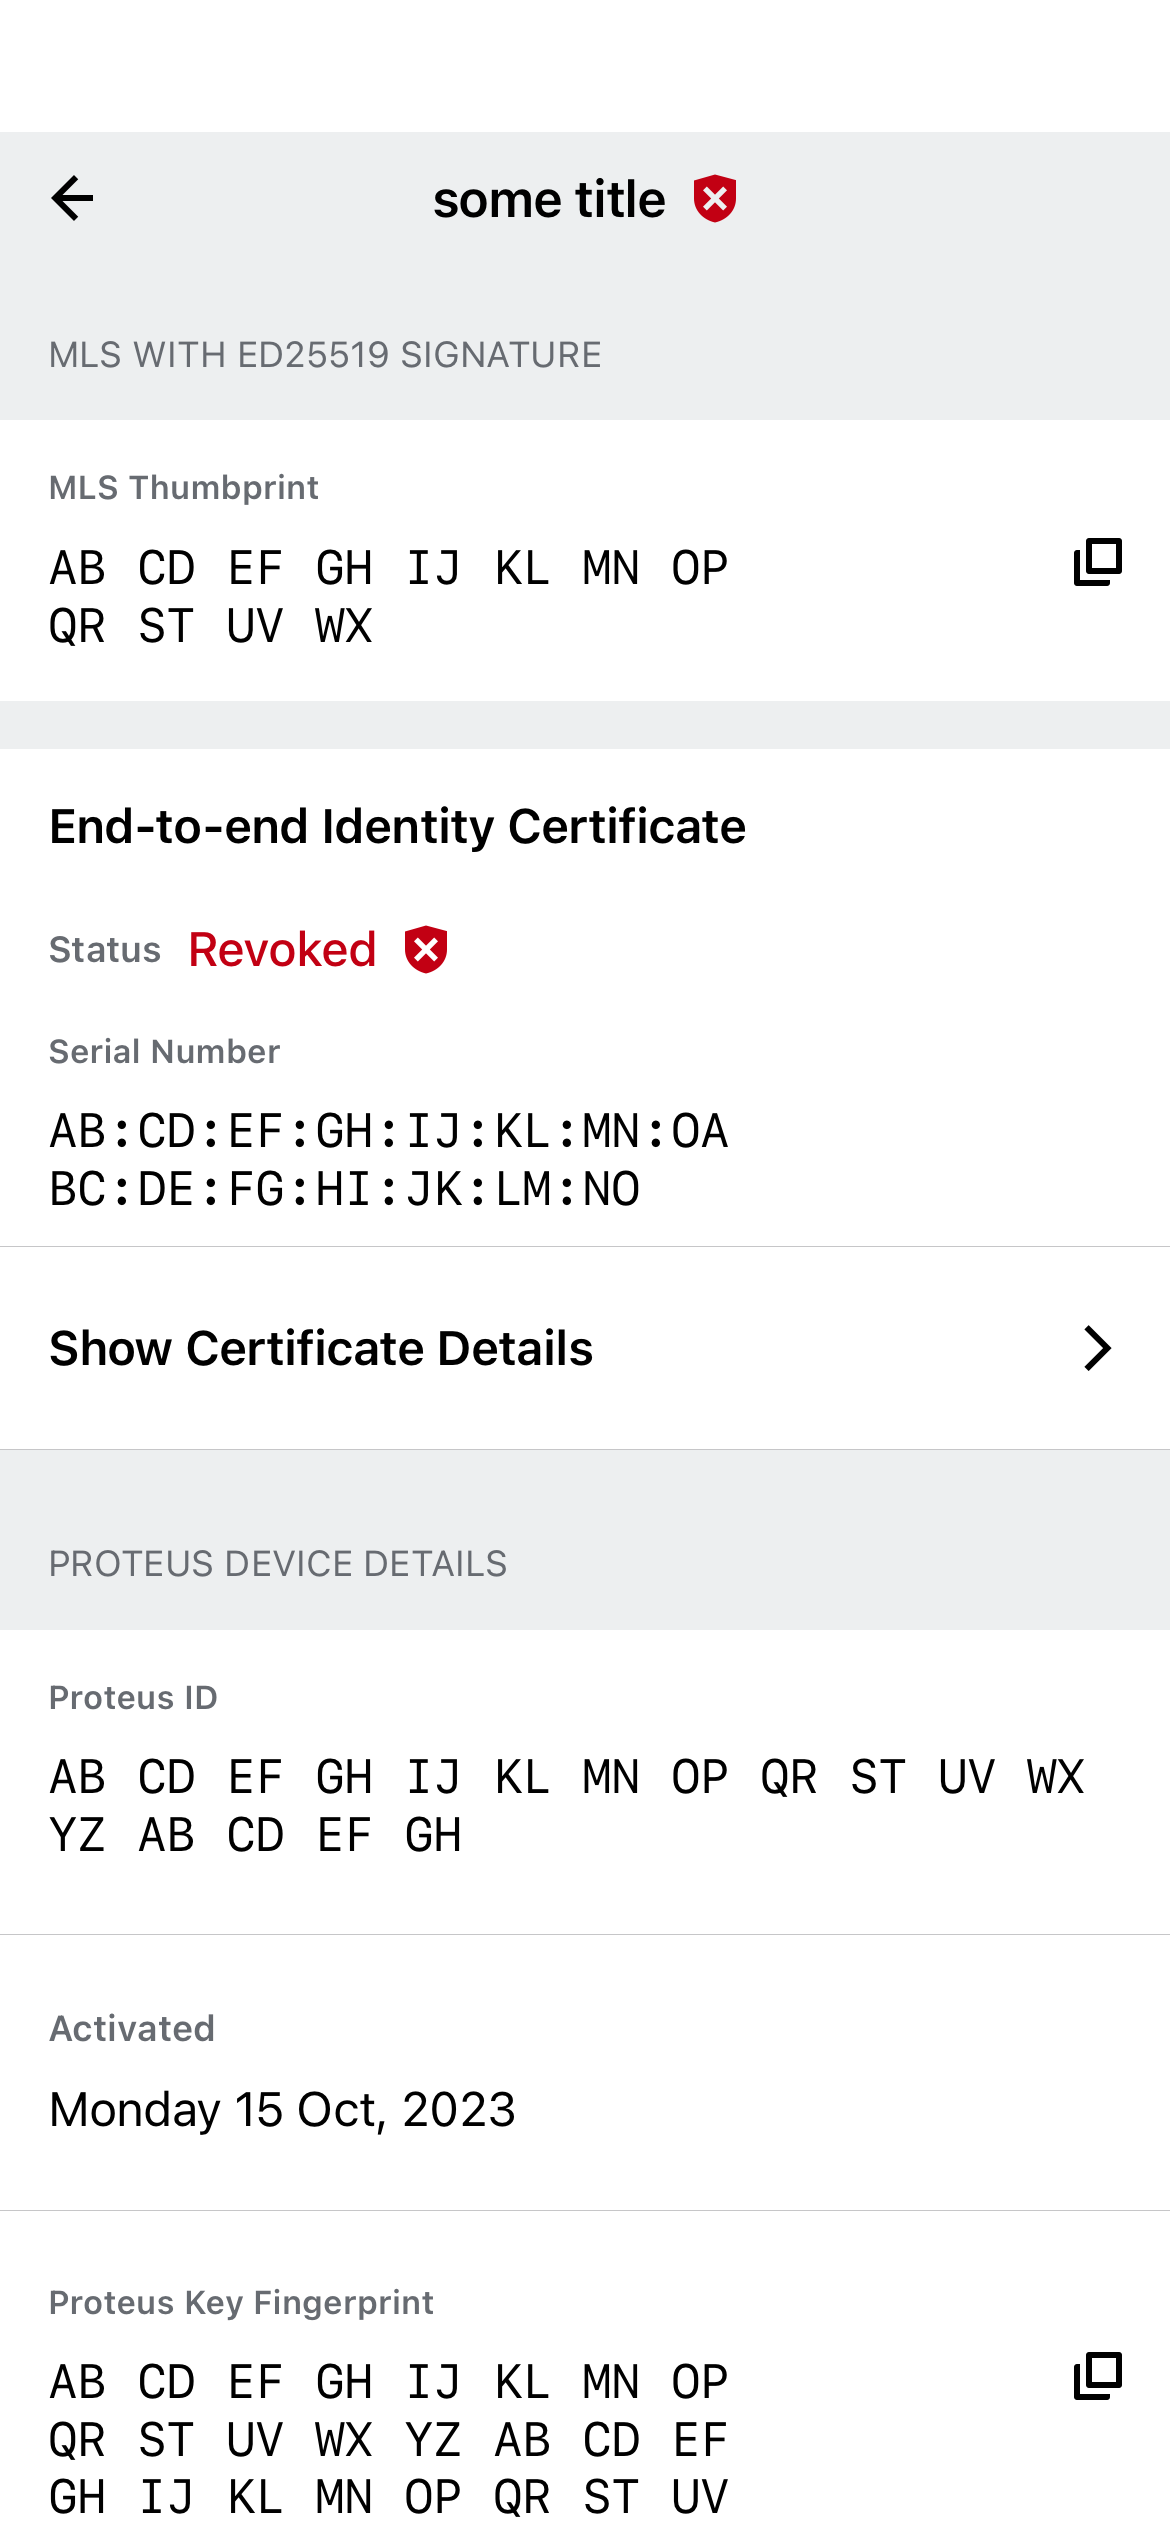 some title
MLS WITH ED25519 SIGNATURE
MLS Thumbprint
AB CD EF GH IJ KL MN OP
QR ST UV WX
End-to-end Identity Certificate
Status Revoked
Serial Number
AB:CD:EF:GH:IJ:KL:MN:OA
BC:DE:FG:HI:JK:LM:NO
Show Certificate Details
PROTEUS DEVICE DETAILS
Proteus ID
AB CD EF GH IJ KL MN OP QR ST UV WX
YZ AB CD EF GH
Activated
Monday 15 Oct, 2023
Proteus Key Fingerprint
AB CD EF GH IJ KL MN OP
QR ST UV WX YZ AB CD EF
GH IJ KL MN OP QR ST UV